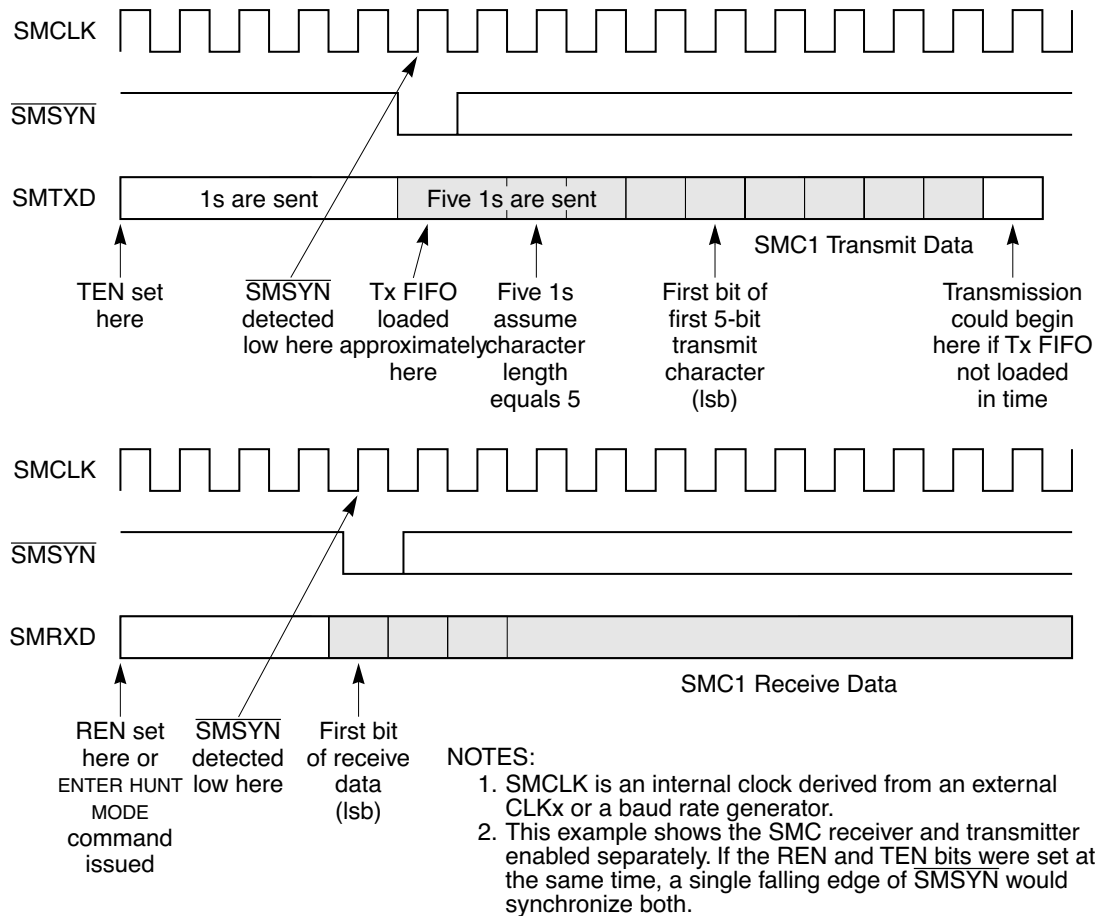 SMCLK
SMSYN
SMTXD
1s are sent
Five 1s are sent
SMC1 Transmit Data
TEN set
here
SMSYN
detected
low here
Tx FIFO
loaded
approximately
here
Five 1s
assume
character
length
equals 5
First bit of
first 5-bit
transmit
character
(lsb)
Transmission
could begin
here if Tx FIFO
not loaded
in time
SMCLK
SMSYN
SMRXD
SMC1 Receive Data
REN set
here or
ENTER HUNT
MODE
command
issued
SMSYN
detected
low here
First bit
of receive
data
(lsb)
NOTES:
1. SMCLK is an internal clock derived from an external
CLKx or a baud rate generator.
2. This example shows the SMC receiver and transmitter
enabled separately. If the REN and TEN bits were set at
the same time, a single falling edge of SMSYN would
synchronize both.